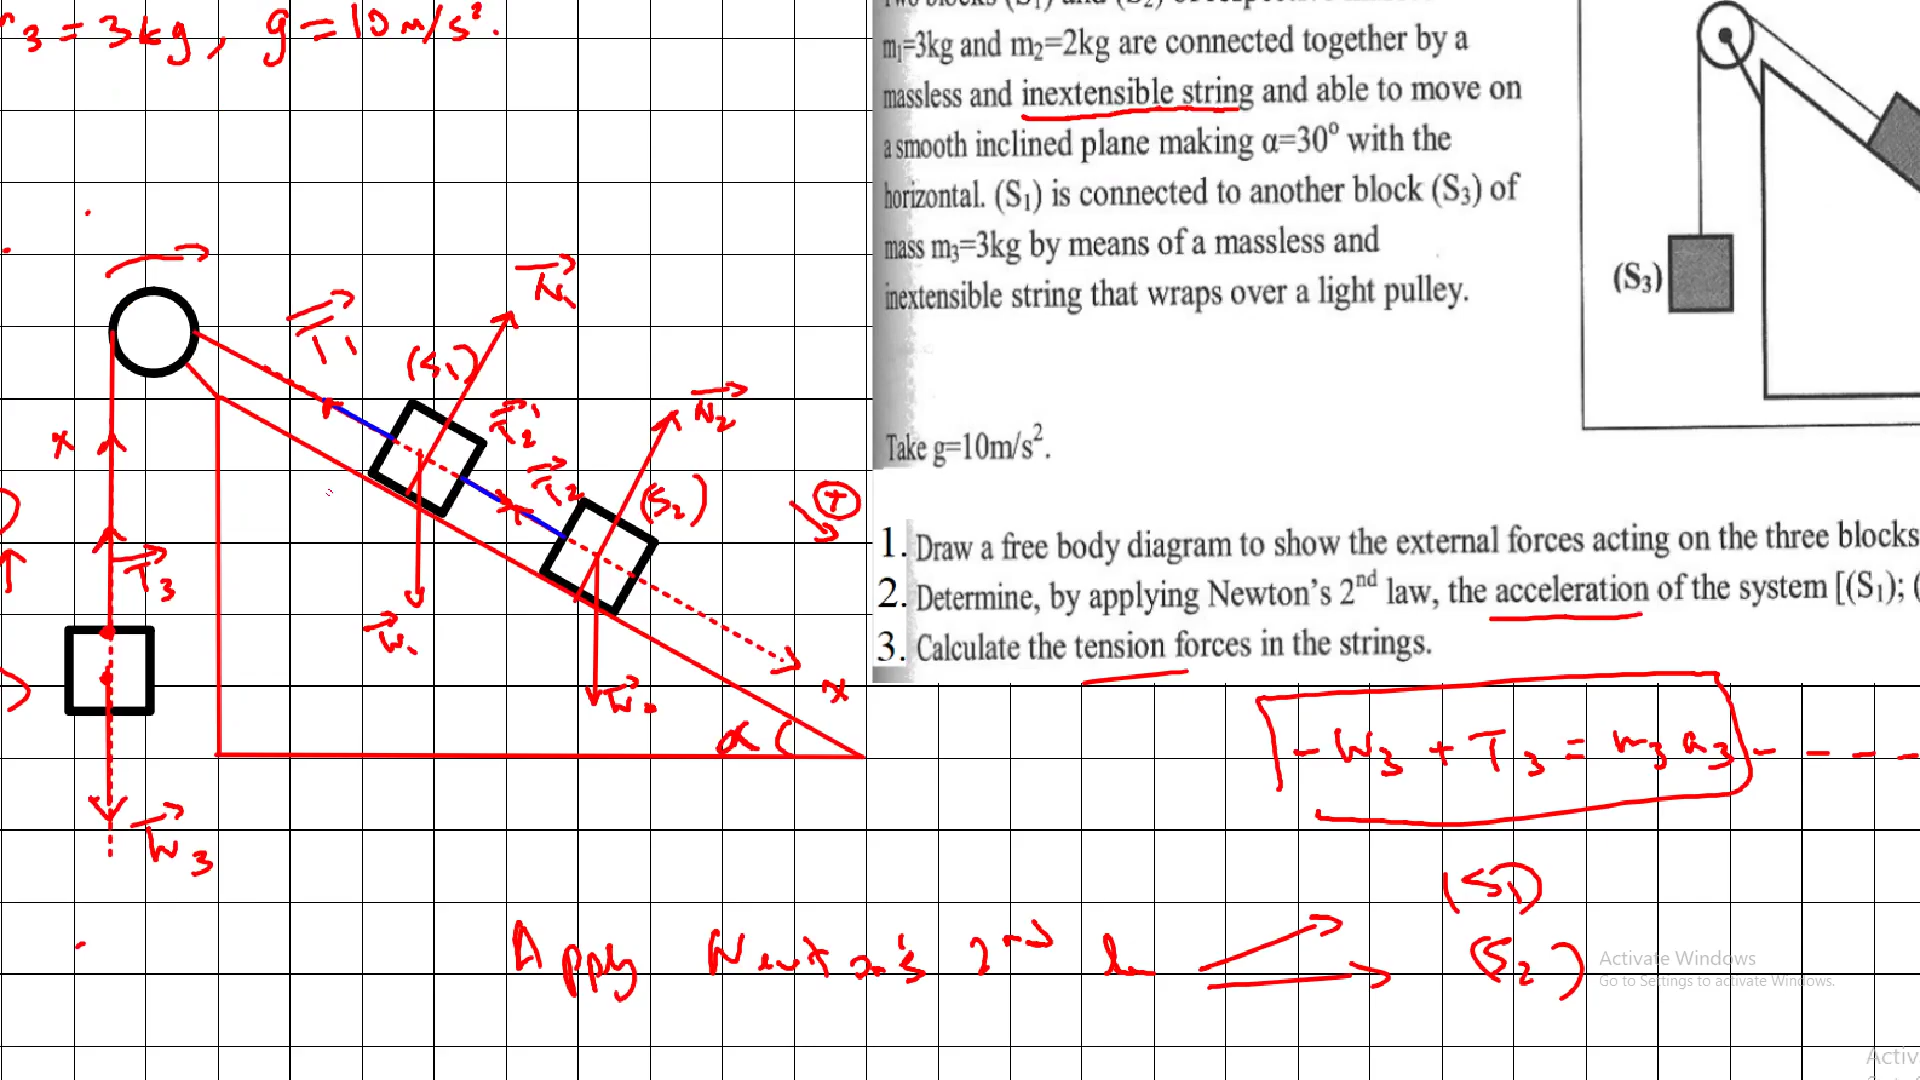 3 = 3kg, g = 10 m/s².
m₁=3kg and m₂=2kg are connected together by a
massless and inextensible string and able to move on
a smooth inclined plane making α=30° with the
horizontal. (S₁) is connected to another block (S₃) of
mass m₃=3kg by means of a massless and
inextensible string that wraps over a light pulley.
(S₃)
Take g=10m/s².
1. Draw a free body diagram to show the external forces acting on the three blocks
2. Determine, by applying Newton's 2nd law, the acceleration of the system [(S₁); (
3. Calculate the tension forces in the strings.
N₁
T₁
(S₁)
N₂
T₂
T₂
(S₂)
+
x
T₃
W₁
W₂
x
α
W₃
- W₃ + T₃ = m₃ a₃ - - - -
(S₁)
Apply Newton's 2nd
(S₂)
Activate Windows
Go to Settings to activate Windows.